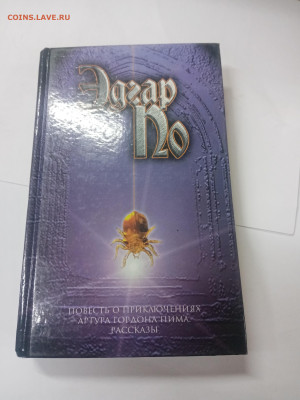 COINS.LAVE.RU
Эдгар
По
ПОВЕСТЬ О ПРИКЛЮЧЕНИЯХ
АРТУРА ГОРДОНА ПИМА.
РАССКАЗЫ